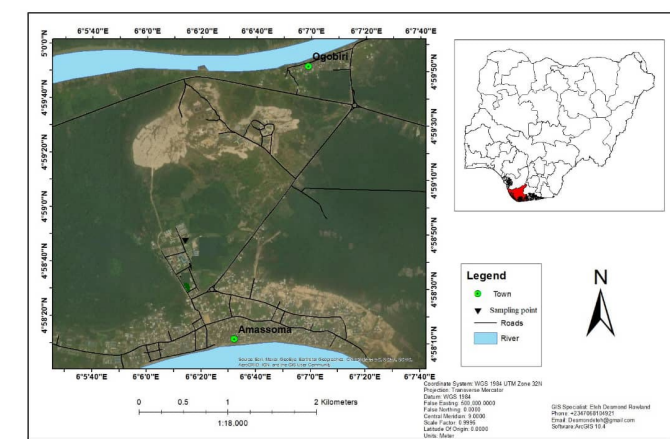 6°5'40"E 6°6'0"E 6°6'20"E 6°6'40"E 6°7'0"E 6°7'20"E 6°7'40"E
5°0'0"N
4°59'40"N
4°59'20"N
4°59'0"N
4°58'40"N
4°58'20"N
Ogobiri
Amassoma
4°59'50"N
4°59'30"N
4°59'10"N
4°58'50"N
4°58'30"N
4°58'10"N
6°5'40"E 6°6'0"E 6°6'20"E 6°6'40"E 6°7'0"E 6°7'20"E 6°7'40"E
0 0.5 1 2 Kilometers
1:18,000
Legend
Town
Sampling point
Roads
River
N
Coordinate System: WGS 1984 UTM Zone 32N
Projection: Transverse Mercator
Datum: WGS 1984
False Easting: 500,000.0000
False Northing: 0.0000
Central Meridian: 9.0000
Scale Factor: 0.9996
Latitude Of Origin: 0.0000
Units: Meter
GIS Specialist: Eteh Desmond Rowland
Phone: +2347068104921
Email: Desmondeteh@gmail.com
Software:ArcGIS 10.4